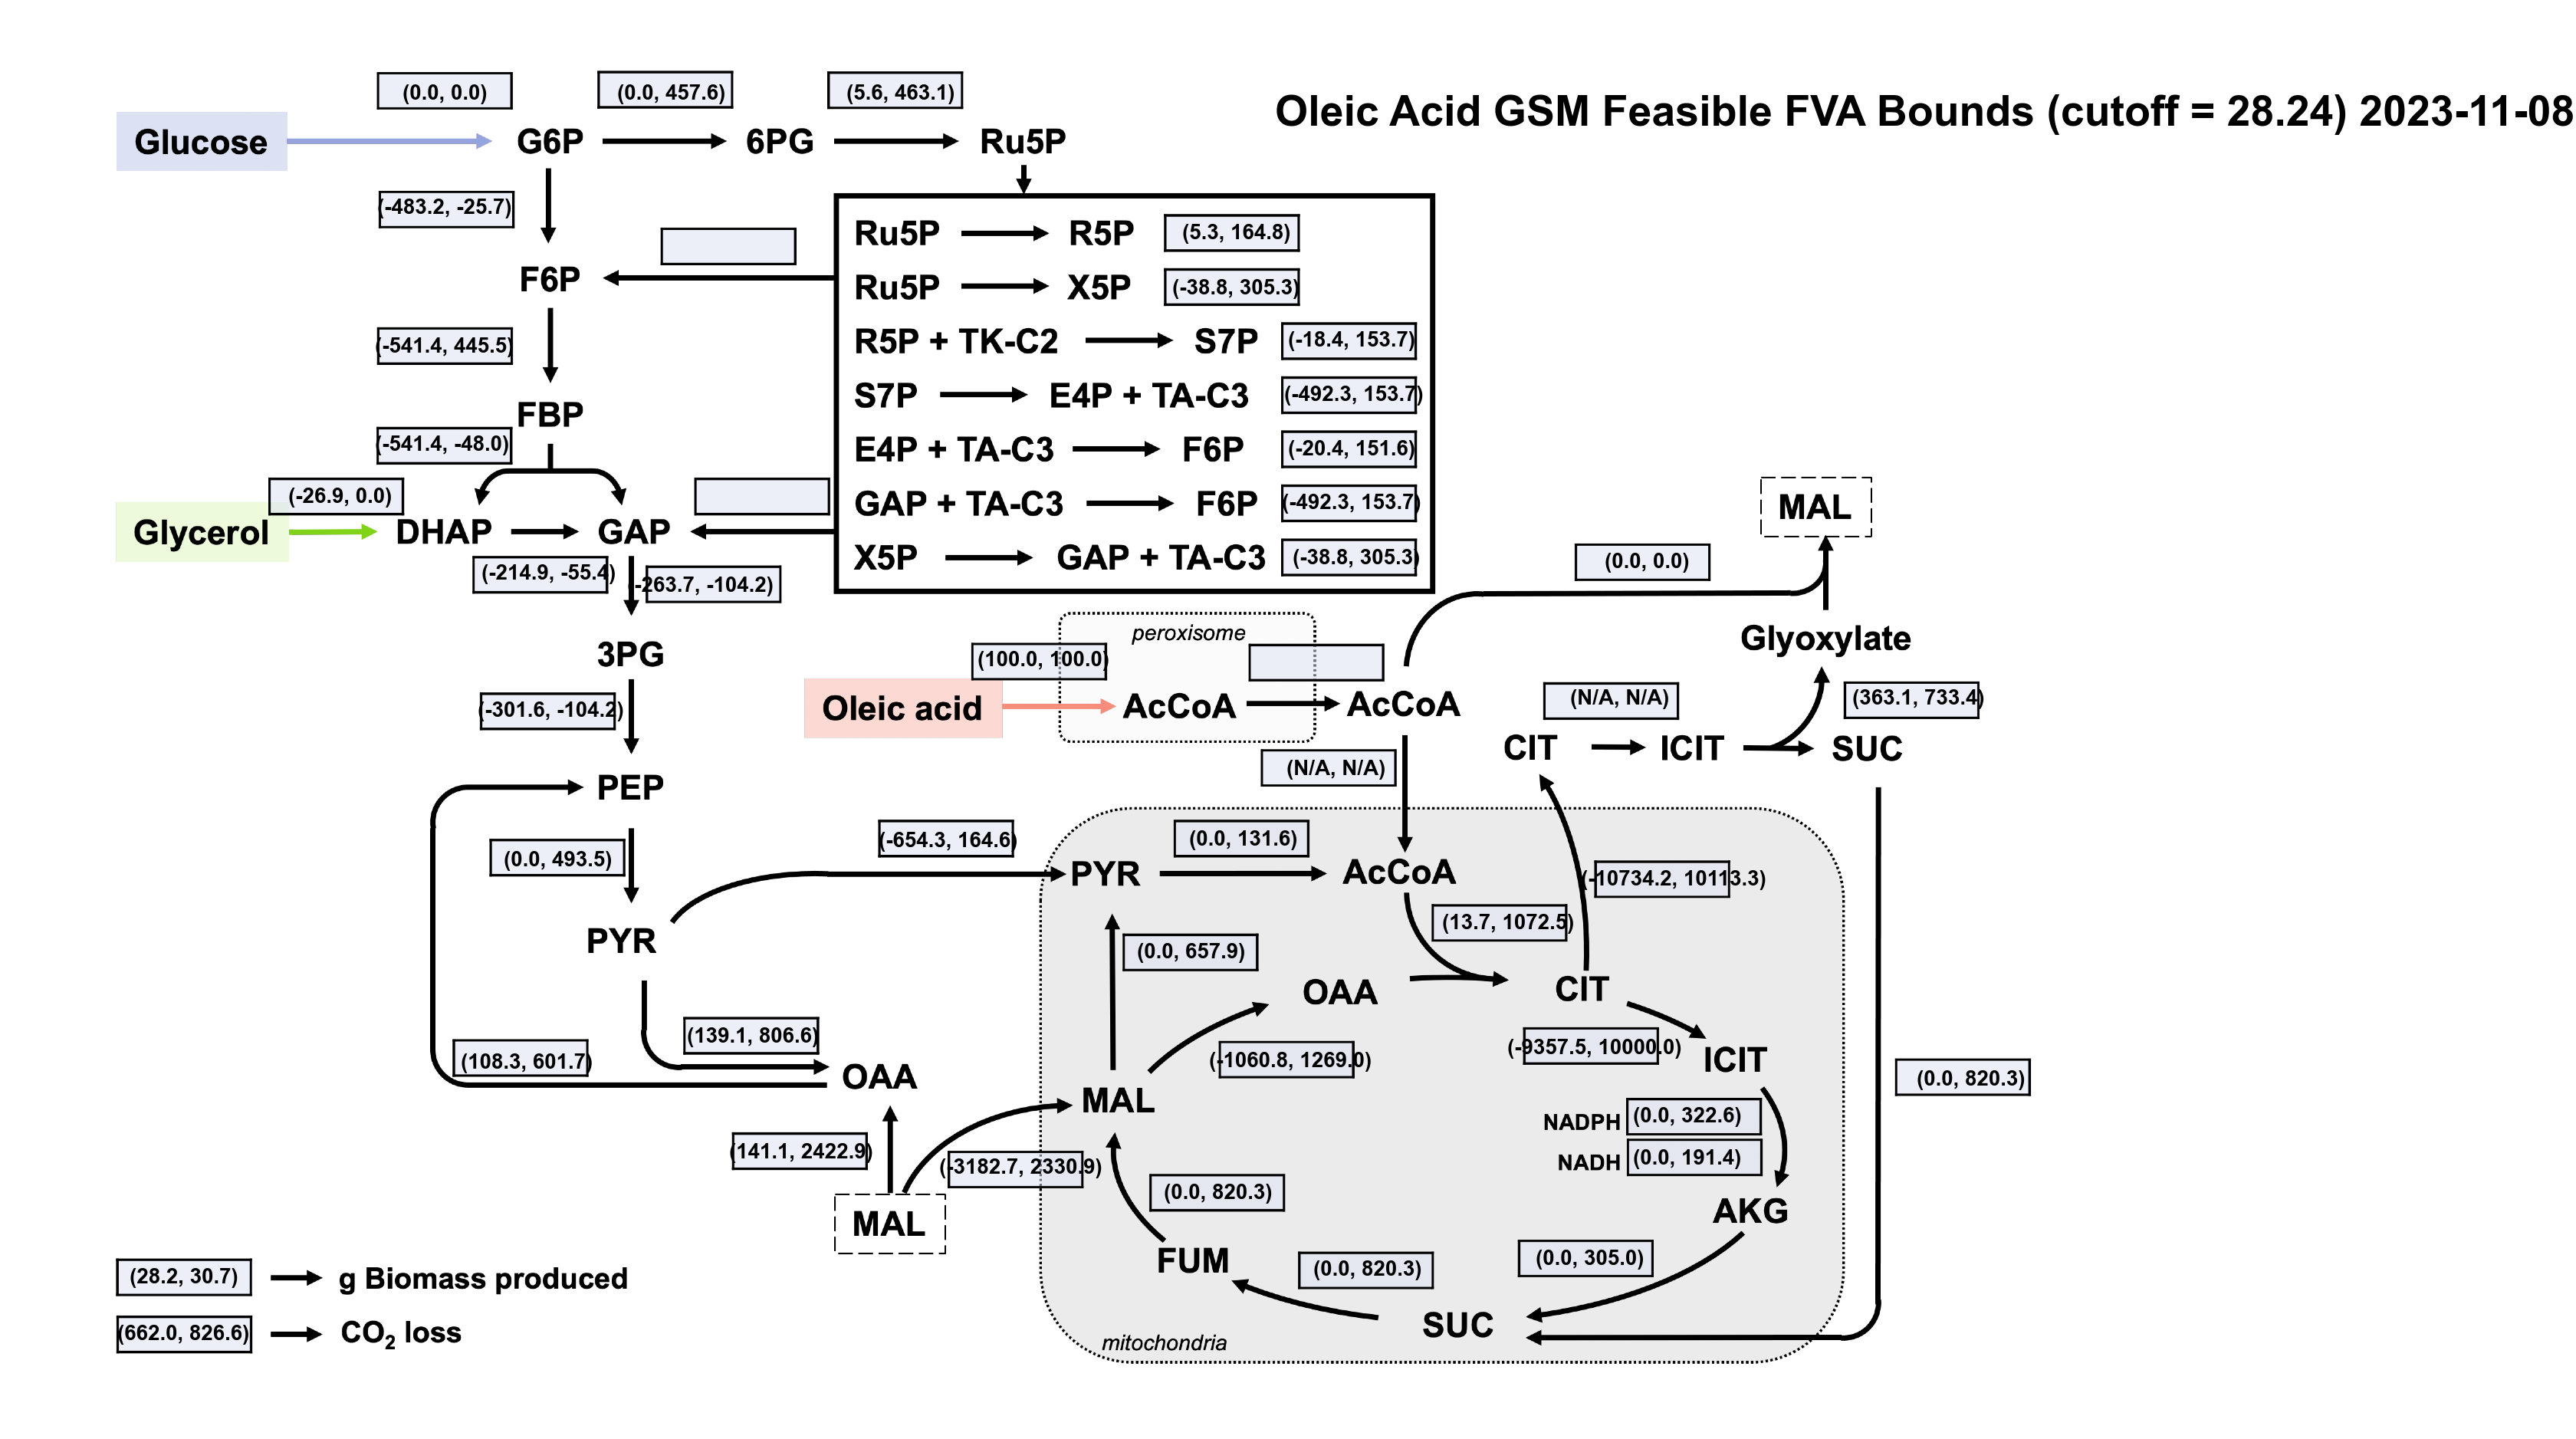 Oleic Acid GSM Feasible FVA Bounds (cutoff = 28.24) 2023-11-08
(0.0, 0.0)
(0.0, 457.6)
(5.6, 463.1)
Glucose
G6P
6PG
Ru5P
(-483.2, -25.7)
F6P
(-541.4, 445.5)
FBP
(-541.4, -48.0)
(-26.9, 0.0)
Glycerol
DHAP
GAP
(-214.9, -55.4)
(-263.7, -104.2)
Ru5P R5P (5.3, 164.8)
Ru5P X5P (-38.8, 305.3)
R5P + TK-C2 S7P (-18.4, 153.7)
S7P E4P + TA-C3 (-492.3, 153.7)
E4P + TA-C3 F6P (-20.4, 151.6)
GAP + TA-C3 F6P (-492.3, 153.7)
X5P GAP + TA-C3 (-38.8, 305.3)
MAL
(0.0, 0.0)
Glyoxylate
peroxisome
(100.0, 100.0)
Oleic acid
AcCoA
AcCoA
(N/A, N/A)
(363.1, 733.4)
CIT
ICIT
SUC
(N/A, N/A)
3PG
(-301.6, -104.2)
PEP
(0.0, 493.5)
PYR
(-654.3, 164.6)
(0.0, 131.6)
PYR
AcCoA
(-10734.2, 10113.3)
(13.7, 1072.5)
(0.0, 657.9)
OAA
CIT
(139.1, 806.6)
(108.3, 601.7)
OAA
(-1060.8, 1269.0)
(-9357.5, 10000.0)
ICIT
MAL
(0.0, 820.3)
NADPH (0.0, 322.6)
NADH (0.0, 191.4)
(141.1, 2422.9)
(-3182.7, 2330.9)
(0.0, 820.3)
AKG
MAL
FUM
(0.0, 820.3)
(0.0, 305.0)
SUC
mitochondria
(28.2, 30.7) g Biomass produced
(662.0, 826.6) CO₂ loss